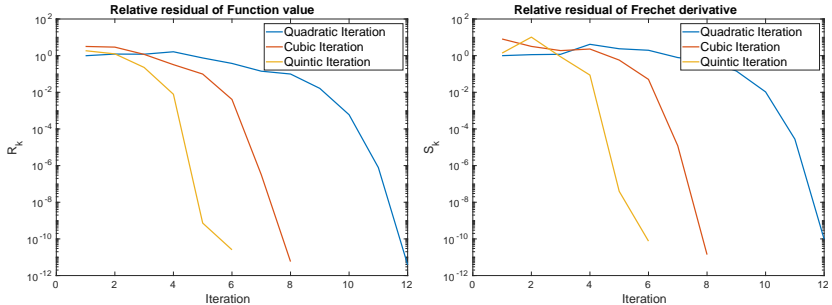 Relative residual of Function value
10^2
10^0
10^-2
10^-4
10^-6
10^-8
10^-10
10^-12
R_k
0 2 4 6 8 10 12
Iteration
Quadratic Iteration
Cubic Iteration
Quintic Iteration
Relative residual of Frechet derivative
10^2
10^0
10^-2
10^-4
10^-6
10^-8
10^-10
10^-12
S_k
0 2 4 6 8 10 12
Iteration
Quadratic Iteration
Cubic Iteration
Quintic Iteration